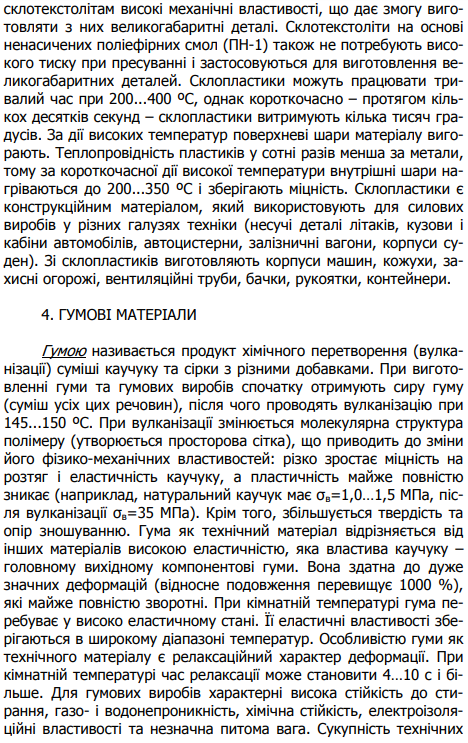 склотекстолітам високі механічні властивості, що дає змогу виго-
товляти з них великогабаритні деталі. Склотекстоліти на основі
ненасичених поліефірних смол (ПН-1) також не потребують висо-
кого тиску при пресуванні і застосовуються для виготовлення ве-
ликогабаритних деталей. Склопластики можуть працювати три-
валий час при 200...400 ºС, однак короткочасно – протягом кіль-
кох десятків секунд – склопластики витримують кілька тисяч гра-
дусів. За дії високих температур поверхневі шари матеріалу виго-
рають. Теплопровідність пластиків у сотні разів менша за метали,
тому за короткочасної дії високої температури внутрішні шари на-
гріваються до 200...350 ºС і зберігають міцність. Склопластики є
конструкційним матеріалом, який використовують для силових
виробів у різних галузях техніки (несучі деталі літаків, кузови і
кабіни автомобілів, автоцистерни, залізничні вагони, корпуси су-
ден). Зі склопластиків виготовляють корпуси машин, кожухи, за-
хисні огорожі, вентиляційні труби, бачки, рукоятки, контейнери.
4. ГУМОВІ МАТЕРІАЛИ
Гумою називається продукт хімічного перетворення (вулка-
нізації) суміші каучуку та сірки з різними добавками. При вигото-
вленні гуми та гумових виробів спочатку отримують сиру гуму
(суміш усіх цих речовин), після чого проводять вулканізацію при
145...150 ºС. При вулканізації змінюється молекулярна структура
полімеру (утворюється просторова сітка), що приводить до зміни
його фізико-механічних властивостей: різко зростає міцність на
розтяг і еластичність каучуку, а пластичність майже повністю
зникає (наприклад, натуральний каучук має σв=1,0...1,5 МПа, піс-
ля вулканізації σв=35 МПа). Крім того, збільшується твердість та
опір зношуванню. Гума як технічний матеріал відрізняється від
інших матеріалів високою еластичністю, яка властива каучуку –
головному вихідному компонентові гуми. Вона здатна до дуже
значних деформацій (відносне подовження перевищує 1000 %),
які майже повністю зворотні. При кімнатній температурі гума пе-
ребуває у високо еластичному стані. Її еластичні властивості збе-
рігаються в широкому діапазоні температур. Особливістю гуми як
технічного матеріалу є релаксаційний характер деформації. При
кімнатній температурі час релаксації може становити 4...10 с і бі-
льше. Для гумових виробів характерні висока стійкість до сти-
рання, газо- і водонепроникність, хімічна стійкість, електроізоля-
ційні властивості та незначна питома вага. Сукупність технічних